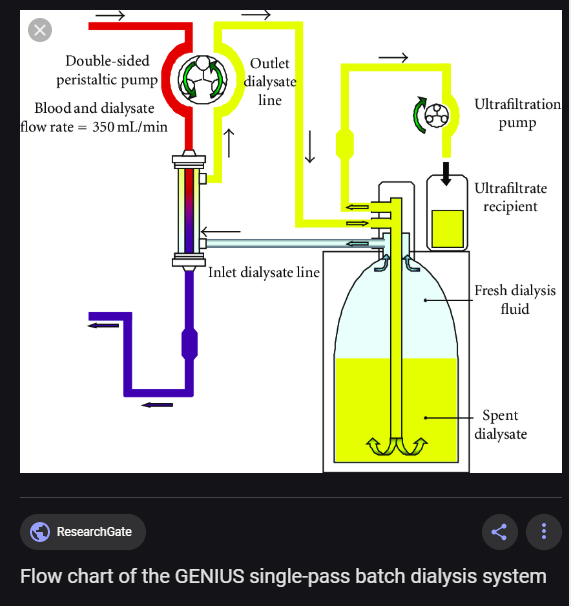 Double-sided
peristaltic pump
Blood and dialysate
flow rate = 350 mL/min
Outlet
dialysate
line
Ultrafiltration
pump
Ultrafiltrate
recipient
Inlet dialysate line
Fresh dialysis
fluid
Spent
dialysate
ResearchGate
Flow chart of the GENIUS single-pass batch dialysis system